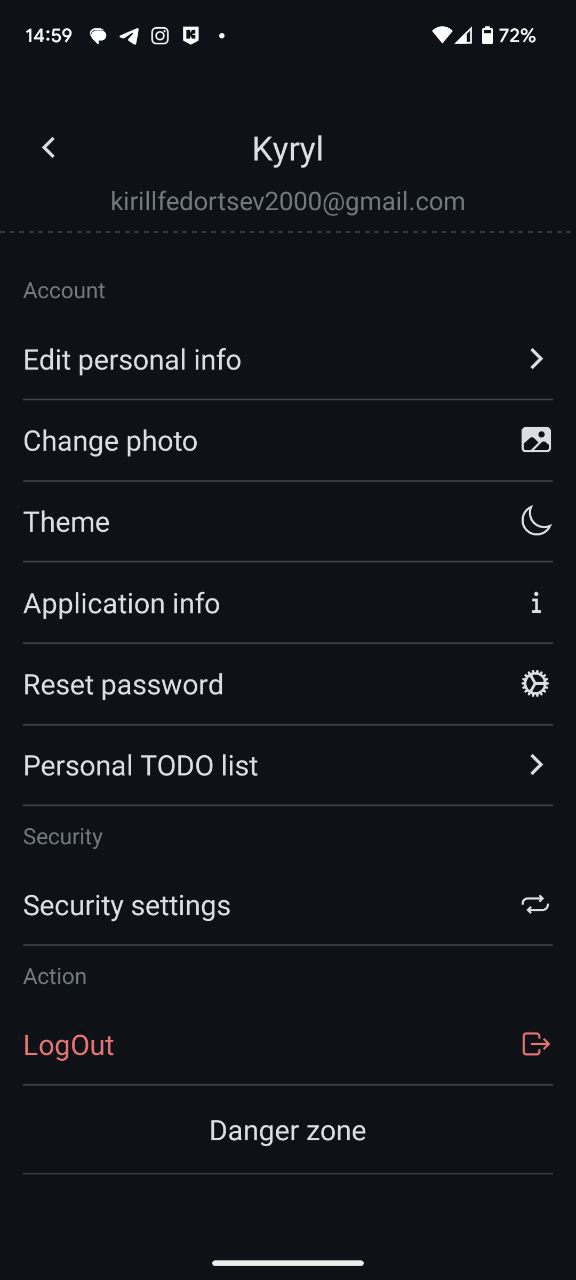 14:59
72%
Kyryl
kirillfedortsev2000@gmail.com
Account
Edit personal info
Change photo
Theme
Application info
Reset password
Personal TODO list
Security
Security settings
Action
LogOut
Danger zone